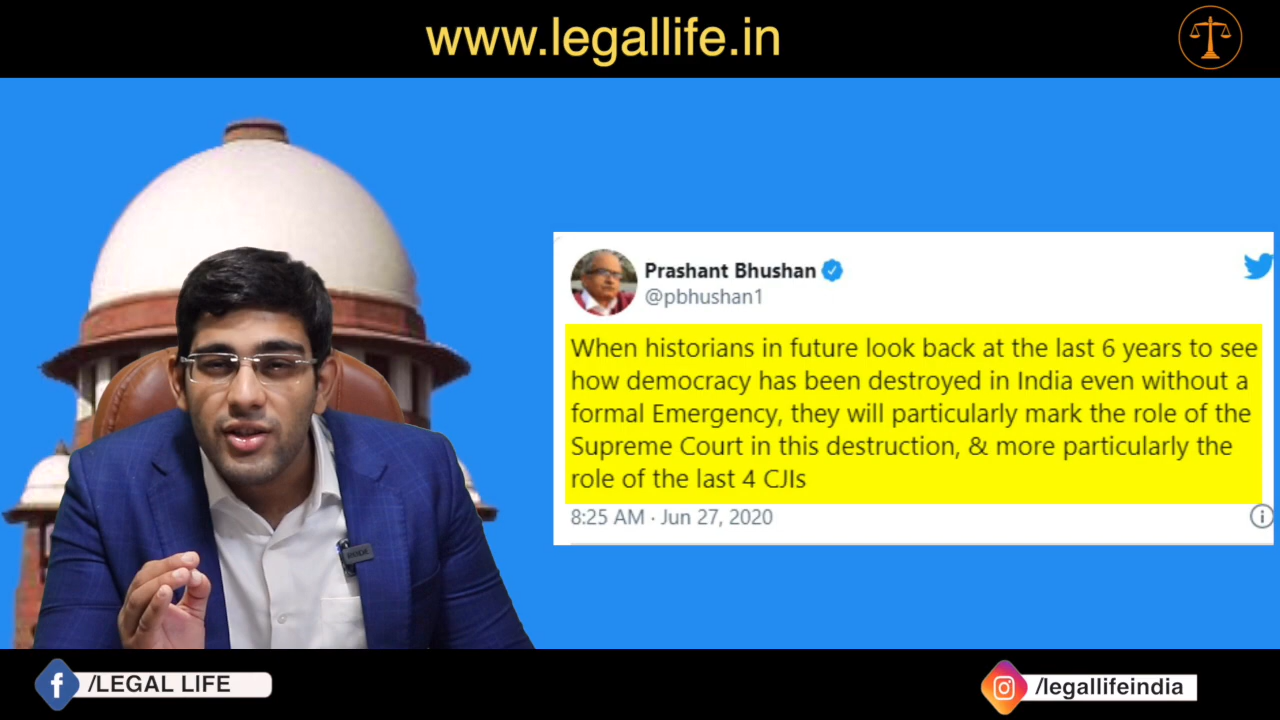 www.legallife.in
Prashant Bhushan
@pbhushan1
When historians in future look back at the last 6 years to see
how democracy has been destroyed in India even without a
formal Emergency, they will particularly mark the role of the
Supreme Court in this destruction, & more particularly the
role of the last 4 CJIs
8:25 AM · Jun 27, 2020
/LEGAL LIFE
/legallifeindia